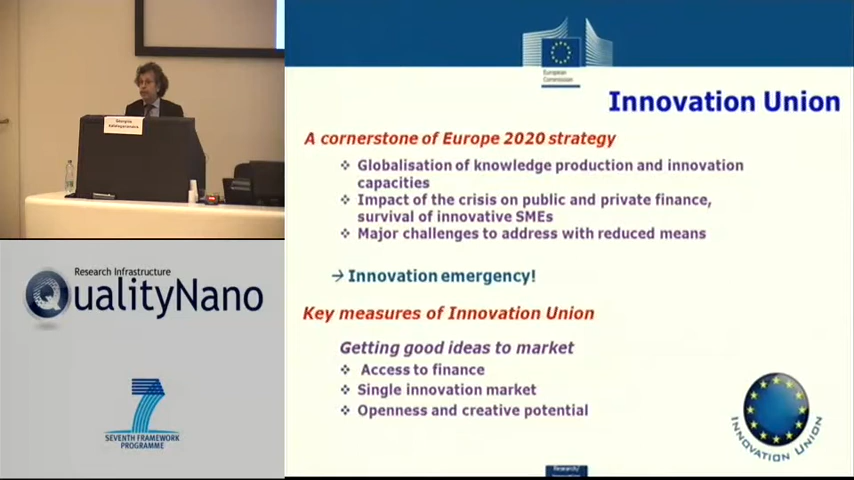 European
Commission
Innovation Union
A cornerstone of Europe 2020 strategy
Globalisation of knowledge production and innovation
capacities
Impact of the crisis on public and private finance,
survival of innovative SMEs
Major challenges to address with reduced means
→ Innovation emergency!
Key measures of Innovation Union
Getting good ideas to market
Access to finance
Single innovation market
Openness and creative potential
INNOVATION UNION
Research Infrastructure
QualityNano
7
SEVENTH FRAMEWORK
PROGRAMME